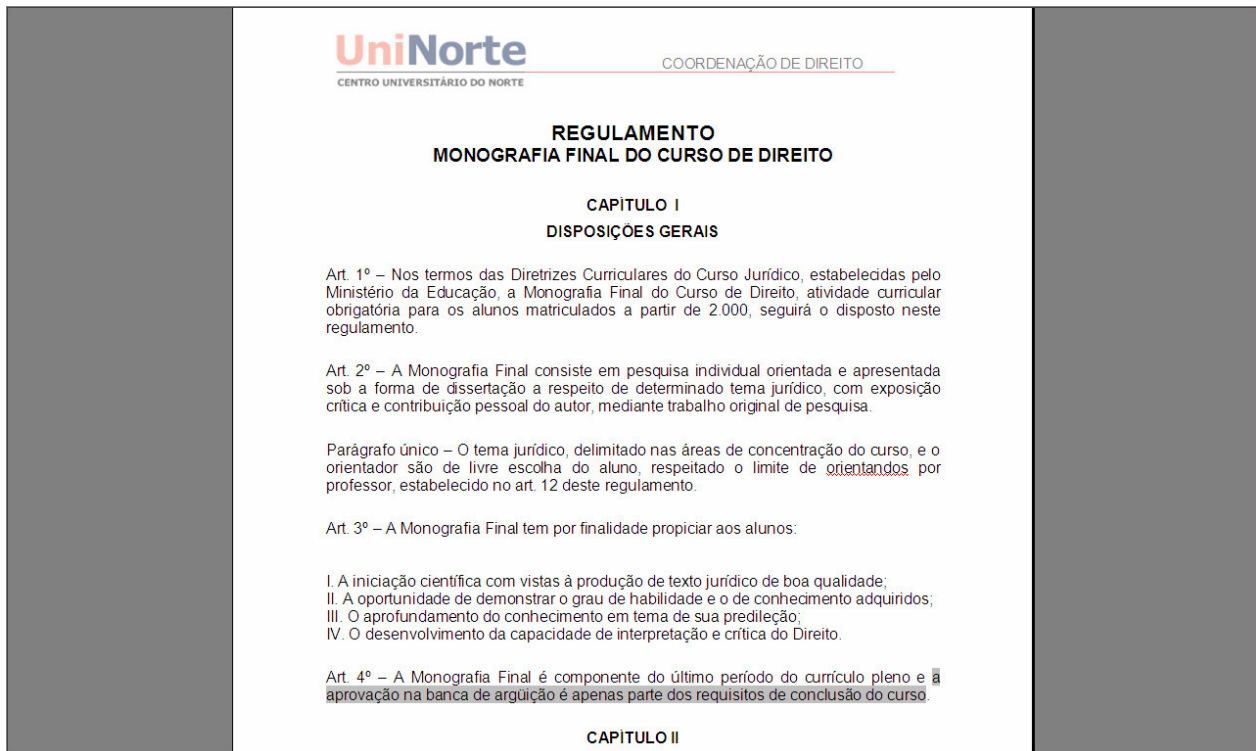 UniNorte
CENTRO UNIVERSITÁRIO DO NORTE
COORDENAÇÃO DE DIREITO
REGULAMENTO
MONOGRAFIA FINAL DO CURSO DE DIREITO
CAPÍTULO I
DISPOSIÇÕES GERAIS
Art. 1º – Nos termos das Diretrizes Curriculares do Curso Jurídico, estabelecidas pelo
Ministério da Educação, a Monografia Final do Curso de Direito, atividade curricular
obrigatória para os alunos matriculados a partir de 2.000, seguirá o disposto neste
regulamento.
Art. 2º – A Monografia Final consiste em pesquisa individual orientada e apresentada
sob a forma de dissertação a respeito de determinado tema jurídico, com exposição
crítica e contribuição pessoal do autor, mediante trabalho original de pesquisa.
Parágrafo único – O tema jurídico, delimitado nas áreas de concentração do curso, e o
orientador são de livre escolha do aluno, respeitado o limite de orientandos por
professor, estabelecido no art. 12 deste regulamento.
Art. 3º – A Monografia Final tem por finalidade propiciar aos alunos:
I. A iniciação científica com vistas à produção de texto jurídico de boa qualidade;
II. A oportunidade de demonstrar o grau de habilidade e o de conhecimento adquiridos;
III. O aprofundamento do conhecimento em tema de sua predileção;
IV. O desenvolvimento da capacidade de interpretação e crítica do Direito.
Art. 4º – A Monografia Final é componente do último período do currículo pleno e a
aprovação na banca de argüição é apenas parte dos requisitos de conclusão do curso.
CAPÍTULO II